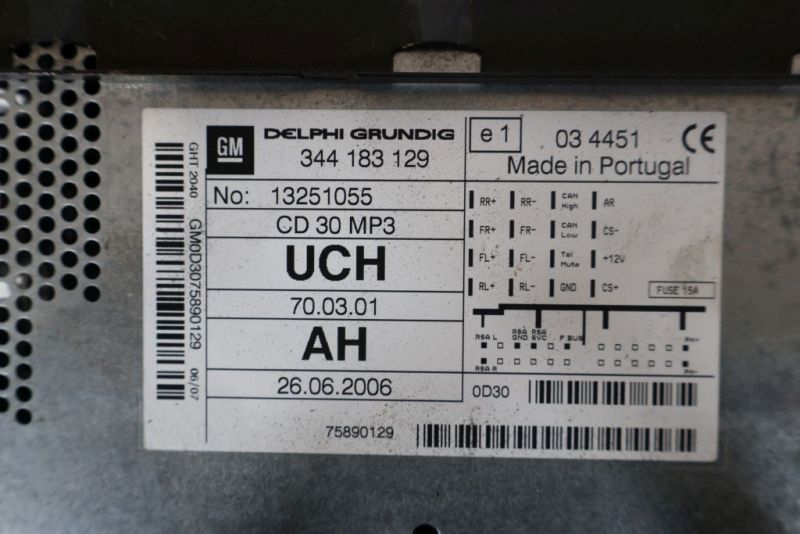 GHT 2040 GM0D3075890129 06/07
GM DELPHI GRUNDIG
344 183 129
No: 13251055
CD 30 MP3
UCH
70.03.01
AH
26.06.2006
75890129
e1 03 4451 CE
Made in Portugal
RR+ RR- CAN High AR
FR+ FR- CAN Low CS-
FL+ FL- Tel Mute +12V
RL+ RL- GND CS+ FUSE 15A
RSA L RSA GND RSA SVC F BUS
RSA R
0D30